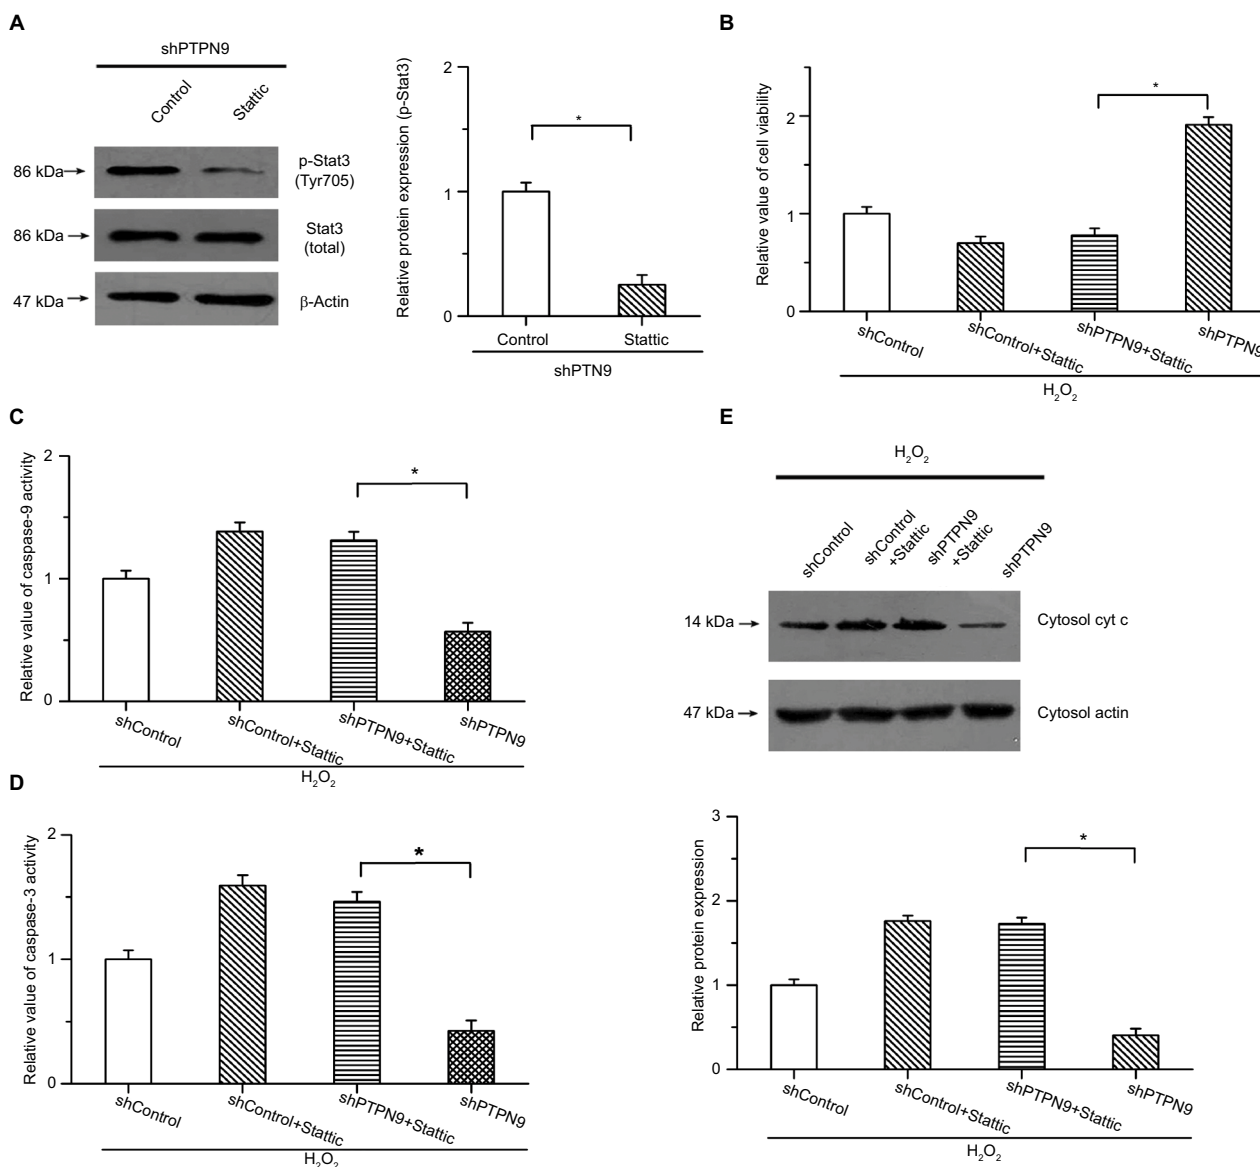 A
shPTPN9
Control
Stattic
86 kDa
p-Stat3
(Tyr705)
86 kDa
Stat3
(total)
47 kDa
β-Actin
Relative protein expression (p-Stat3)
2
1
0
*
Control
Stattic
shPTN9
B
Relative value of cell viability
2
1
0
*
shControl
shControl+Stattic
shPTPN9+Stattic
shPTPN9
H₂O₂
C
Relative value of caspase-9 activity
2
1
0
*
shControl
shControl+Stattic
shPTPN9+Stattic
shPTPN9
H₂O₂
D
Relative value of caspase-3 activity
2
1
0
*
shControl
shControl+Stattic
shPTPN9+Stattic
shPTPN9
H₂O₂
E
H₂O₂
shControl
shControl
+Stattic
shPTPN9
+Stattic
shPTPN9
14 kDa
Cytosol cyt c
47 kDa
Cytosol actin
Relative protein expression
3
2
1
0
*
shControl
shControl+Stattic
shPTPN9+Stattic
shPTPN9
H₂O₂